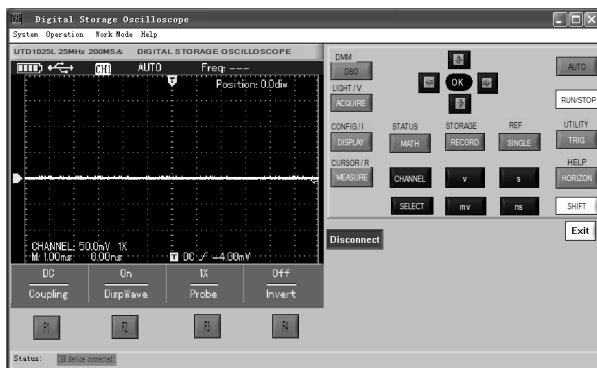 Digital Storage Oscilloscope
System Operation Work Mode Help
UTD1025L 25MHz 200MS/s DIGITAL STORAGE OSCILLOSCOPE
CH1 AUTO Freq: ---
T
Position: 0.0div
CHANNEL: 50.0mV 1X
M: 1.00ms 0.00ns T DC: -4.00mV
DC On 1X Off
Coupling DispWave Probe Invert
F1 F2 F3 F4
DMM
DSO AUTO
LIGHT/V OK
ACQUIRE RUN/STOP
CONFIG/I STATUS STORAGE REF UTILITY
DISPLAY MATH RECORD SINGLE TRIG
CURSOR/R HELP
MEASURE CHANNEL v s HORIZON
SELECT mv ns SHIFT
Disconnect Exit
Status: USB device connected!